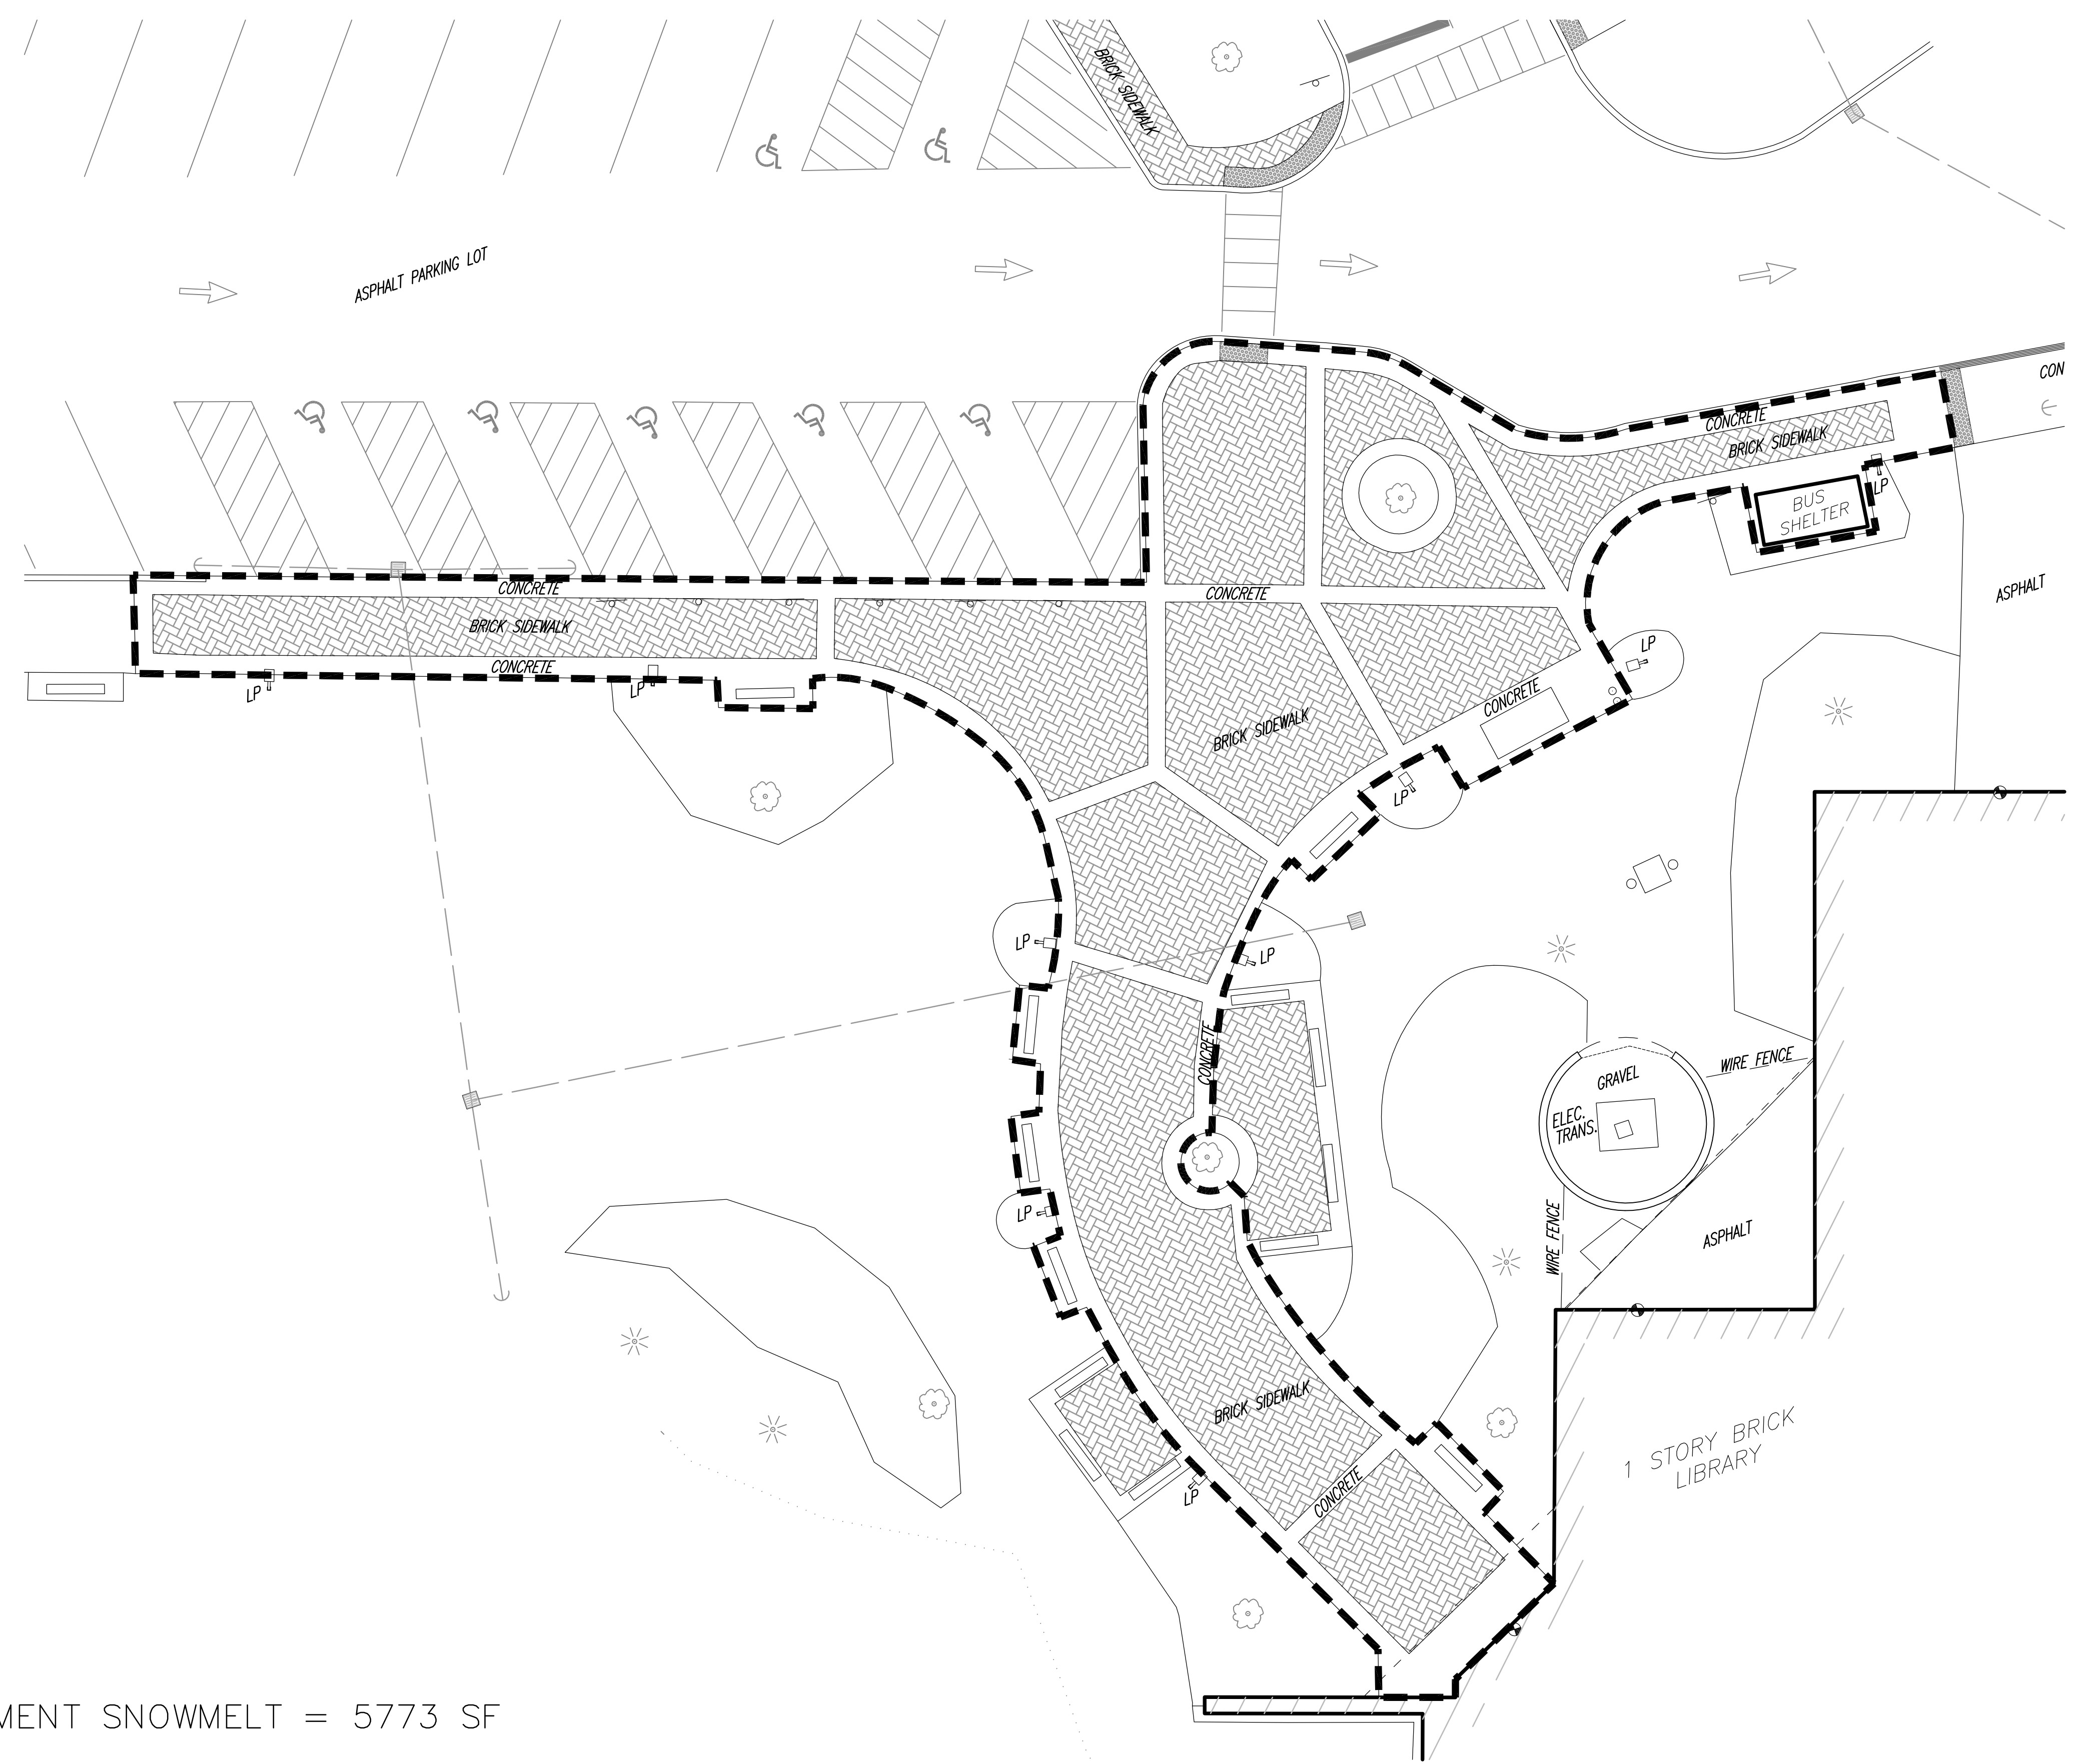 BRICK SIDEWALK
ASPHALT PARKING LOT
CON
CONCRETE
BRICK SIDEWALK
BUS
SHELTER
LP
ASPHALT
CONCRETE
BRICK SIDEWALK
CONCRETE
LP
LP
CONCRETE
LP
CONCRETE
BRICK SIDEWALK
LP
LP
LP
CONCRETE
WIRE FENCE
GRAVEL
ELEC.
TRANS.
LP
WIRE FENCE
ASPHALT
BRICK SIDEWALK
1 STORY BRICK
LIBRARY
CONCRETE
LP
MENT SNOWMELT = 5773 SF